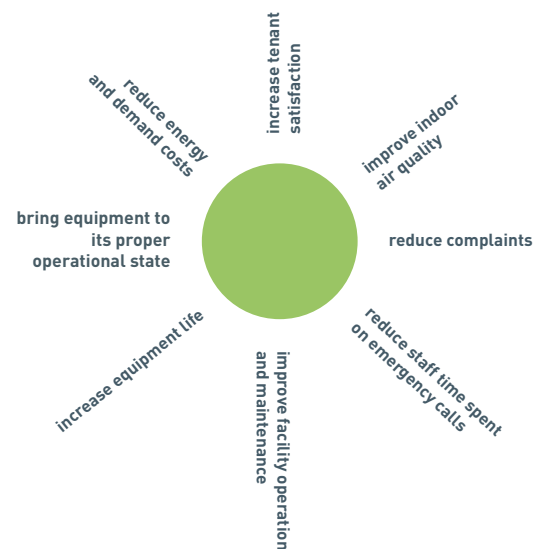 increase tenant
satisfaction
improve indoor
air quality
reduce complaints
reduce staff time spent
on emergency calls
improve facility operation
and maintenance
increase equipment life
bring equipment to
its proper
operational state
reduce energy
and demand costs